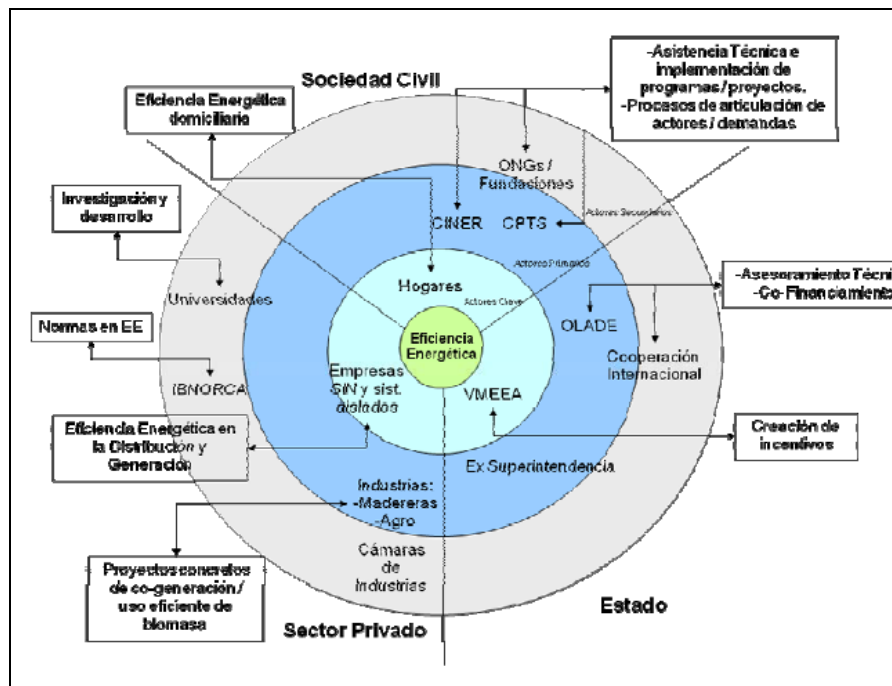 Sociedad Civil
-Asistencia Técnica e
implementación de
programas / proyectos.
-Procesos de articulación de
actores / demandas
Eficiencia Energética
domiciliaria
ONGs /
Fundaciones
Investigación y
desarrollo
CINER
CPTS
Actores Secundarios
Actores Primarios
Universidades
Hogares
Actores Clave
-Asesoramiento Técnic
-Co-Financiamiento
Normas en EE
OLADE
Eficiencia
Energética
Cooperación
Internacional
IBNORCA
Empresas
SIN y sist.
aislados
VMEEA
Eficiencia Energética en
la Distribución y
Generación
Creación de
incentivos
Ex Superintendencia
Industrias:
-Madereras
-Agro
Cámaras
de
Industrias
Proyectos concretos
de co-generación /
uso eficiente de
biomasa
Estado
Sector Privado